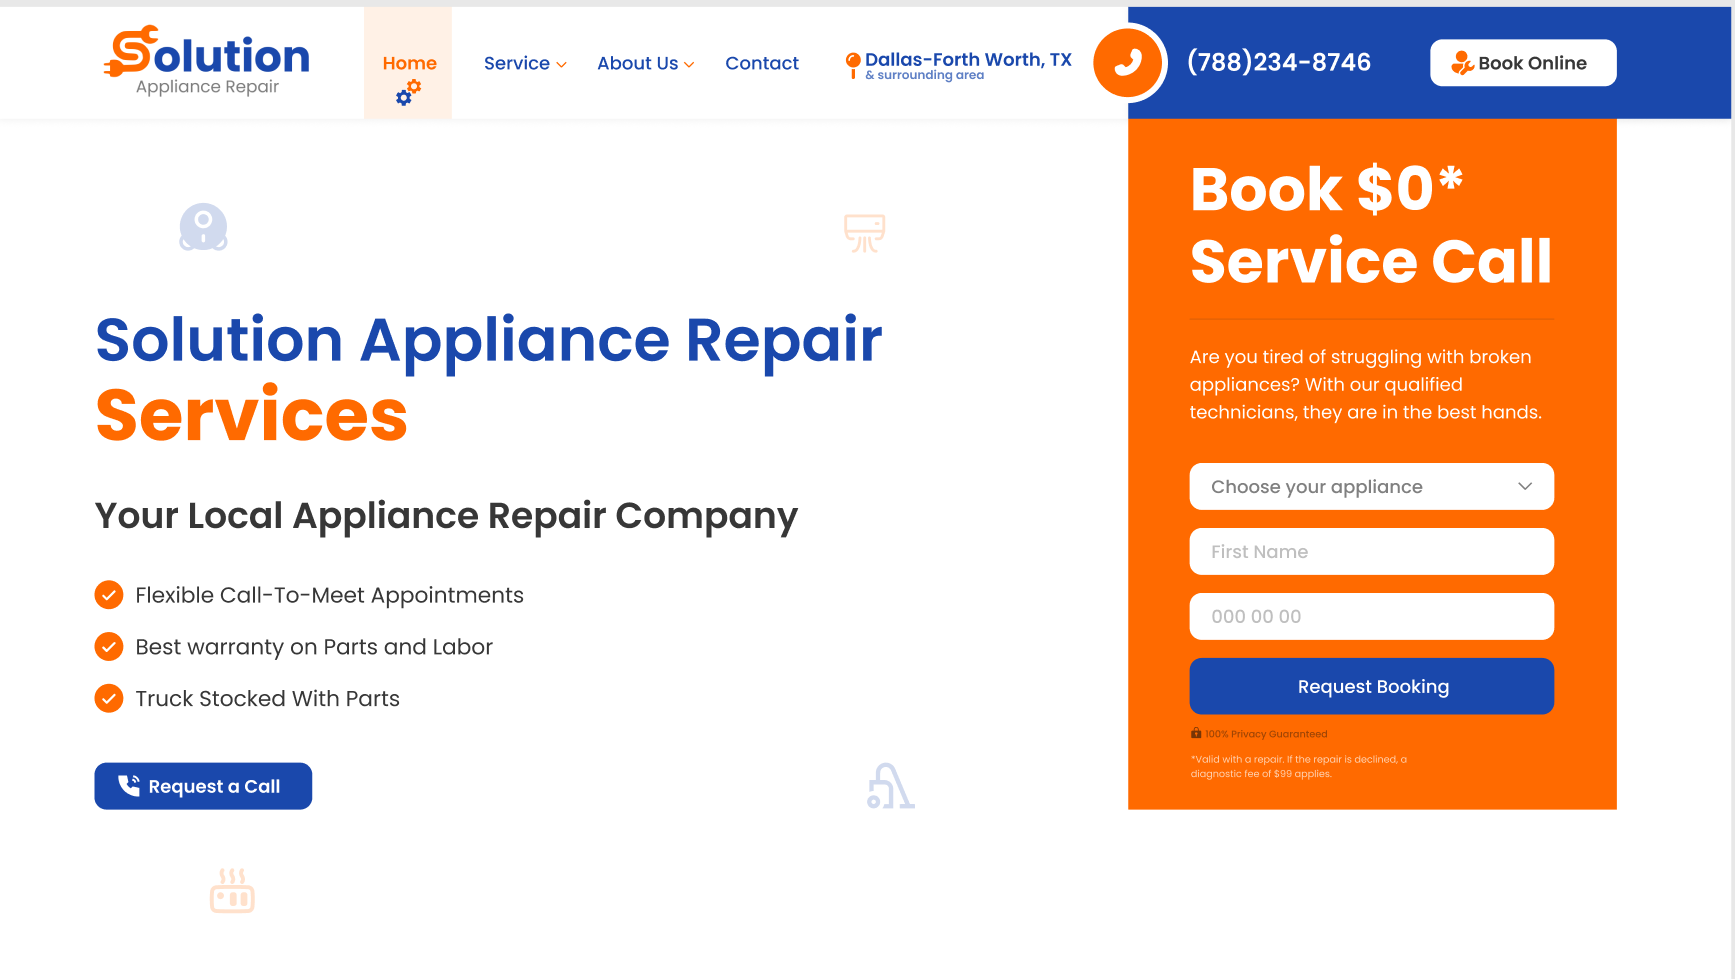 Solution
Appliance Repair
Home
Service
About Us
Contact
Dallas-Forth Worth, TX
& surrounding area
(788)234-8746
Book Online
Solution Appliance Repair
Services
Your Local Appliance Repair Company
Flexible Call-To-Meet Appointments
Best warranty on Parts and Labor
Truck Stocked With Parts
Request a Call
Book $0*
Service Call
Are you tired of struggling with broken
appliances? With our qualified
technicians, they are in the best hands.
Choose your appliance
First Name
000 00 00
Request Booking
100% Privacy Guaranteed
*Valid with a repair. If the repair is declined, a
diagnostic fee of $99 applies.